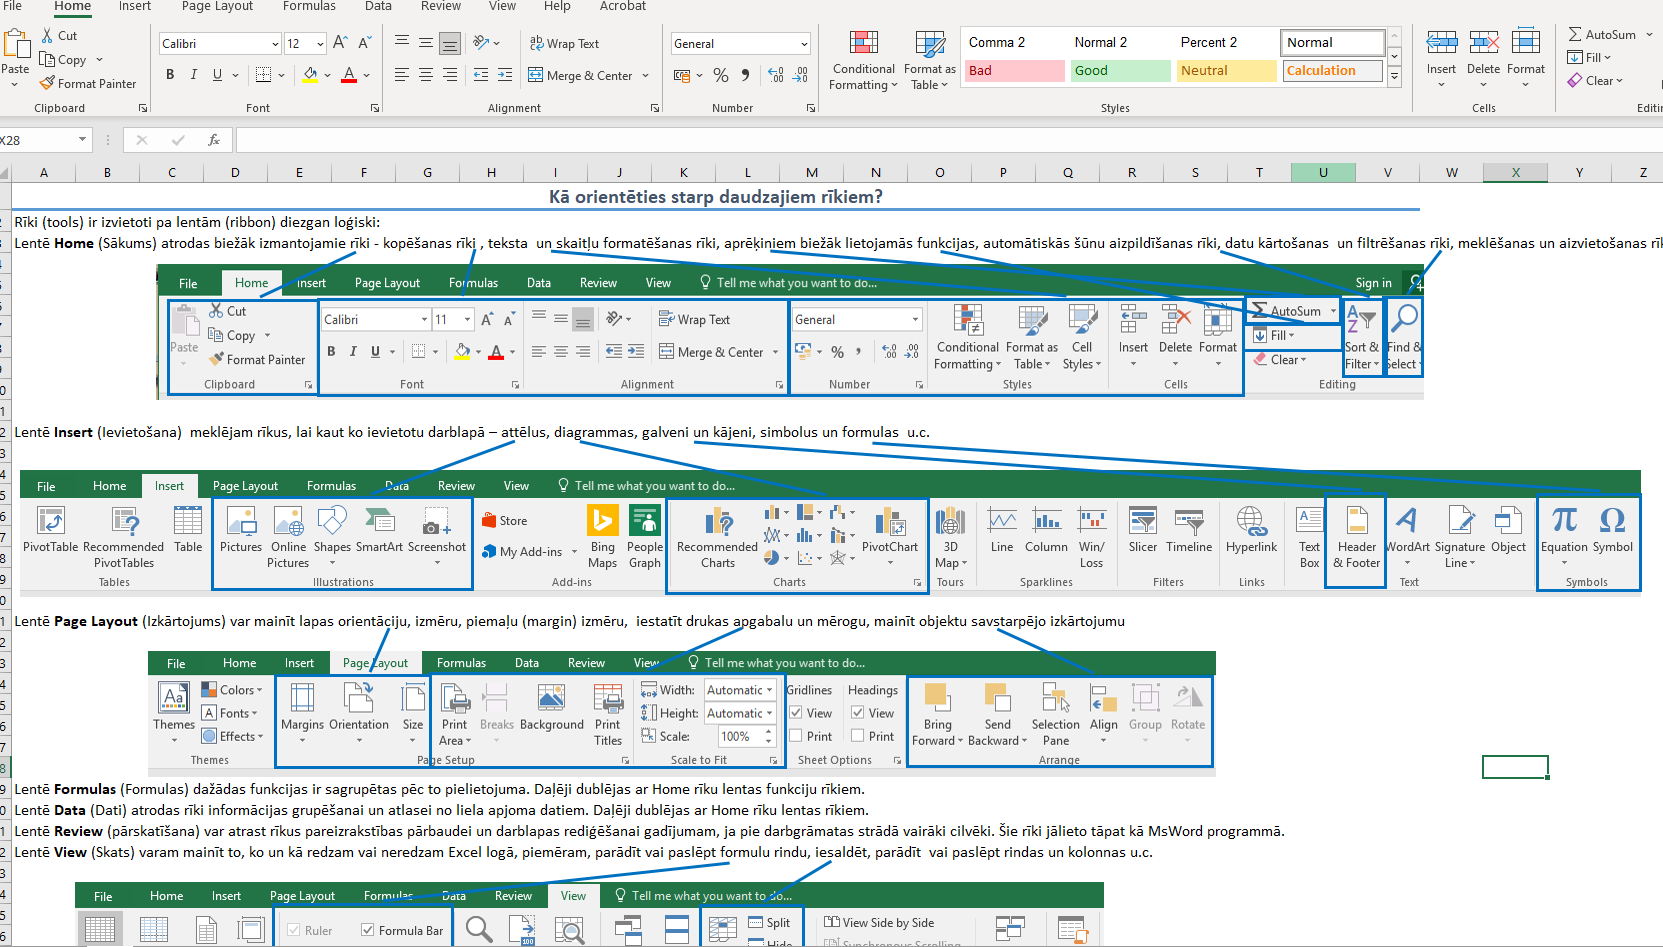 File Home Insert Page Layout Formulas Data Review View Help Acrobat
Paste Cut Copy Format Painter Clipboard
Calibri 12 B I U A Font
Wrap Text Merge & Center Alignment
General % Number
Conditional Formatting Format as Table
Comma 2 Normal 2 Percent 2 Normal
Bad Good Neutral Calculation
Styles
Insert Delete Format Cells
AutoSum Fill Clear
X28 fx
A B C D E F G H I J K L M N O P Q R S T U V W X Y Z
Kā orientēties starp daudzajiem rīkiem?
Rīki (tools) ir izvietoti pa lentām (ribbon) diezgan loģiski:
Lentē Home (Sākums) atrodas biežāk izmantojamie rīki - kopēšanas rīki , teksta un skaitļu formatēšanas rīki, aprēķiniem biežāk lietojamās funkcijas, automātiskās šūnu aizpildīšanas rīki, datu kārtošanas un filtrēšanas rīki, meklēšanas un aizvietošanas
File Home Insert Page Layout Formulas Data Review View Tell me what you want to do... Sign in
Paste Cut Copy Format Painter Clipboard
Calibri 11 B I U A Font
Wrap Text Merge & Center Alignment
General % Number
Conditional Formatting Format as Table Cell Styles Styles
Insert Delete Format Cells
AutoSum Fill Clear Sort & Filter Find & Select Editing
Lentē Insert (Ievietošana) meklējam rīkus, lai kaut ko ievietotu darblapā – attēlus, diagrammas, galveni un kājeni, simbolus un formulas u.c.
File Home Insert Page Layout Formulas Data Review View Tell me what you want to do...
PivotTable Recommended PivotTables Table Tables
Pictures Online Pictures Shapes SmartArt Screenshot Illustrations
Store My Add-ins Bing Maps People Graph Add-ins
Recommended Charts PivotChart Charts
3D Map Tours
Line Column Win/ Loss Sparklines
Slicer Timeline Filters
Hyperlink Links
Text Box Header & Footer WordArt Signature Line Object Text
Equation Symbol Symbols
Lentē Page Layout (Izkārtojums) var mainīt lapas orientāciju, izmēru, piemaļu (margin) izmēru, iestatīt drukas apgabalu un mērogu, mainīt objektu savstarpējo izkārtojumu
File Home Insert Page Layout Formulas Data Review View Tell me what you want to do...
Themes Colors Fonts Effects Themes
Margins Orientation Size Print Area Breaks Background Print Titles Page Setup
Width: Automatic Height: Automatic Scale: 100% Scale to Fit
Gridlines View Print Headings View Print Sheet Options
Bring Forward Send Backward Selection Pane Align Group Rotate Arrange
Lentē Formulas (Formulas) dažādas funkcijas ir sagrupētas pēc to pielietojuma. Daļēji dublējas ar Home rīku lentas funkciju rīkiem.
Lentē Data (Dati) atrodas rīki informācijas grupēšanai un atlasei no liela apjoma datiem. Daļēji dublējas ar Home rīku lentas rīkiem.
Lentē Review (pārskatīšana) var atrast rīkus pareizrakstības pārbaudei un darblapas rediģēšanai gadījumam, ja pie darbgrāmatas strādā vairāki cilvēki. Šie rīki jālieto tāpat kā MsWord programmā.
Lentē View (Skats) varam mainīt to, ko un kā redzam vai neredzam Excel logā, piemēram, parādīt vai paslēpt formulu rindu, iesaldēt, parādīt vai paslēpt rindas un kolonnas u.c.
File Home Insert Page Layout Formulas Data Review View Tell me what you want to do...
Ruler Formula Bar 100 Split View Side by Side
Hide Synchronous Scrolling